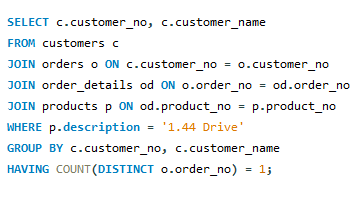 SELECT c.customer_no, c.customer_name
FROM customers c
JOIN orders o ON c.customer_no = o.customer_no
JOIN order_details od ON o.order_no = od.order_no
JOIN products p ON od.product_no = p.product_no
WHERE p.description = '1.44 Drive'
GROUP BY c.customer_no, c.customer_name
HAVING COUNT(DISTINCT o.order_no) = 1;